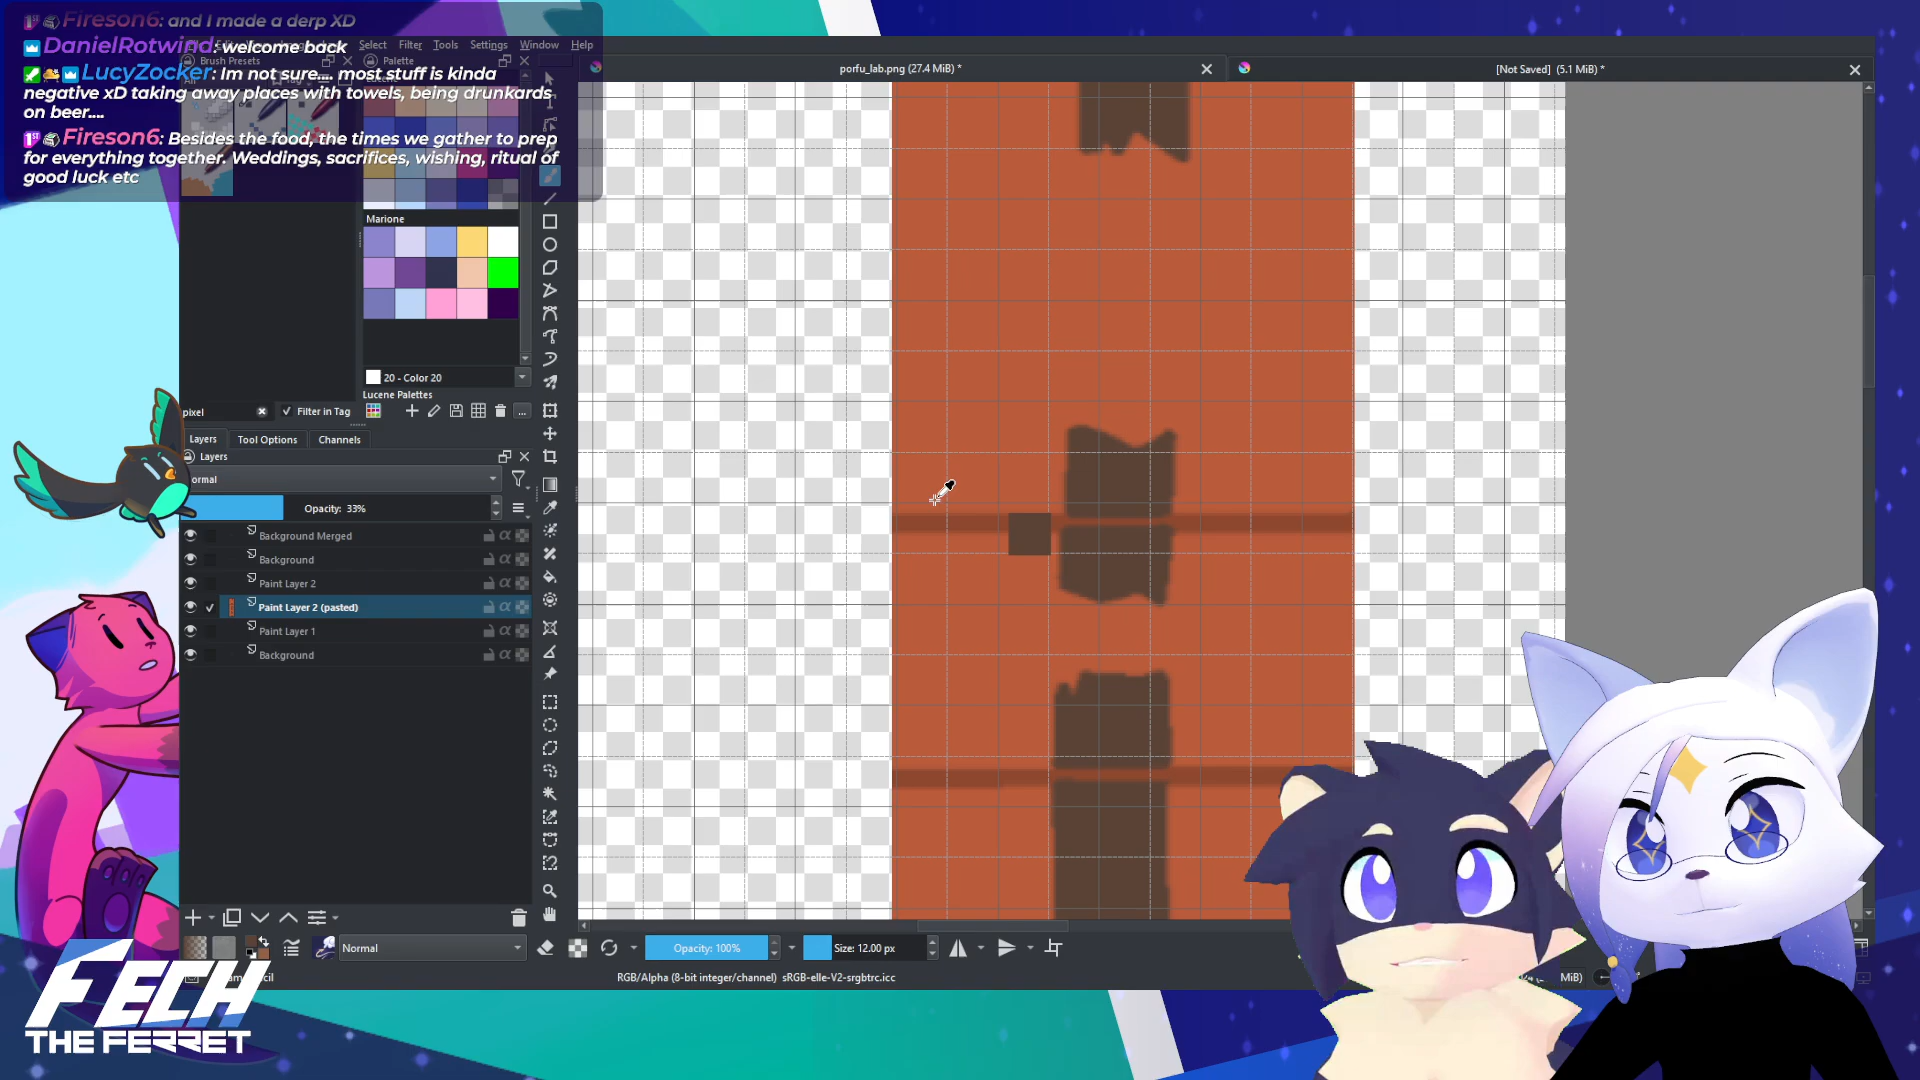 Fireson6: and I made a derp XD
DanielRotwind: welcome back
LucyZocker: Im not sure.... most stuff is kinda
negative xD taking away places with towels, being drunkards
on beer....
Fireson6: Besides the food, the times we gather to prep
for everything together. Weddings, sacrifices, wishing, ritual of
good luck etc
Select Filter Tools Settings Window Help
Brush Presets
Palette
porfu_lab.png (27.4 MiB) *
[Not Saved] (5.1 MiB) *
Marione
20 - Color 20
Lucene Palettes
pixel
Filter in Tag
...
Layers Tool Options Channels
Layers
ormal
Opacity: 33%
Background Merged
Background
Paint Layer 2
Paint Layer 2 (pasted)
Paint Layer 1
Background
Normal
Opacity: 100%
Size: 12.00 px
RGB/Alpha (8-bit integer/channel) sRGB-elle-V2-srgbtrc.icc
MiB)
FECH
THE FERRET